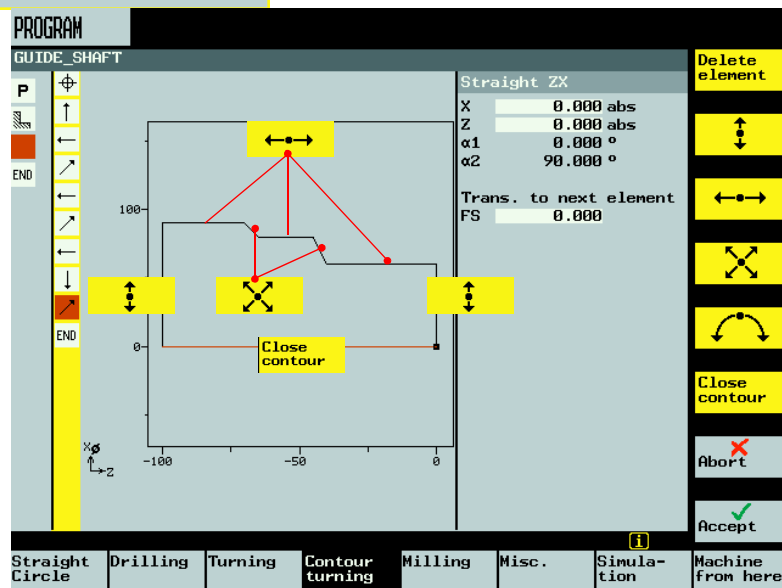 PROGRAM
GUIDE_SHAFT
P
END
END
100
0
-100
-50
0
X⌀
Z
Close
contour
Straight ZX
X 0.000 abs
Z 0.000 abs
α1 0.000 °
α2 90.000 °
Trans. to next element
FS 0.000
Delete
element
Close
contour
Abort
Accept
i
Straight
Circle
Drilling
Turning
Contour
turning
Milling
Misc.
Simula-
tion
Machine
from here